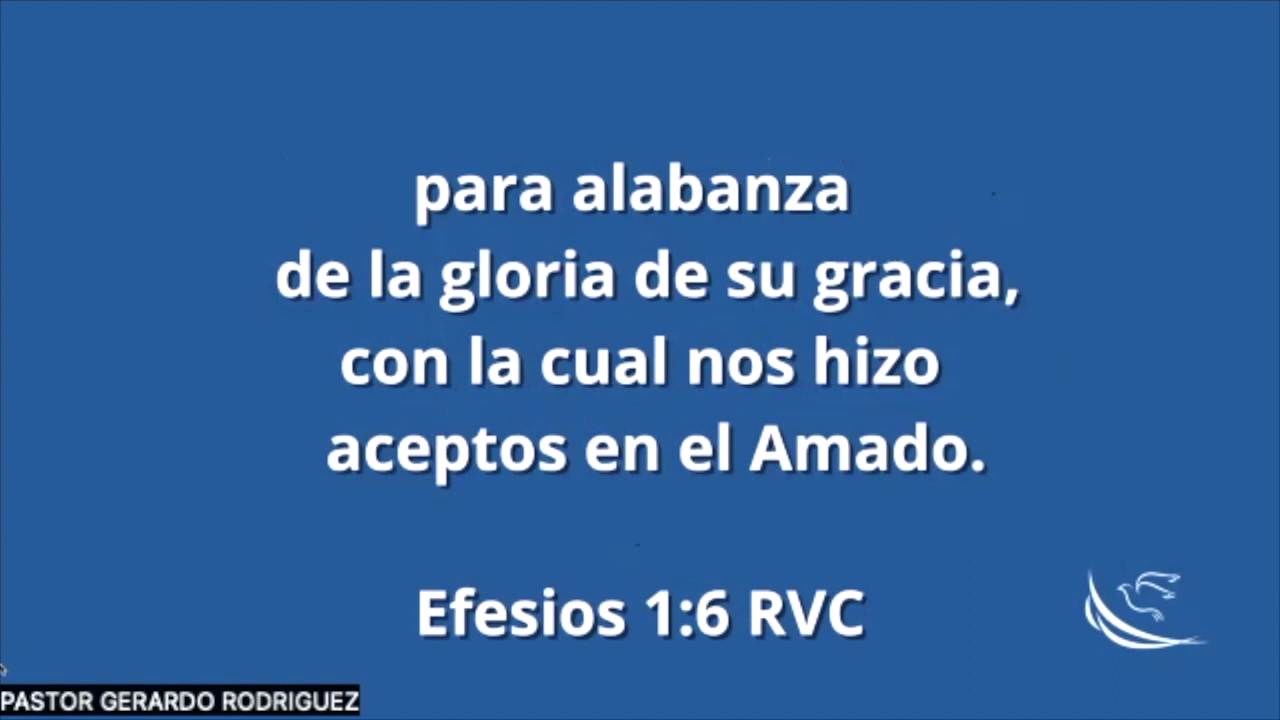 para alabanza
de la gloria de su gracia,
con la cual nos hizo
aceptos en el Amado.
Efesios 1:6 RVC
PASTOR GERARDO RODRIGUEZ